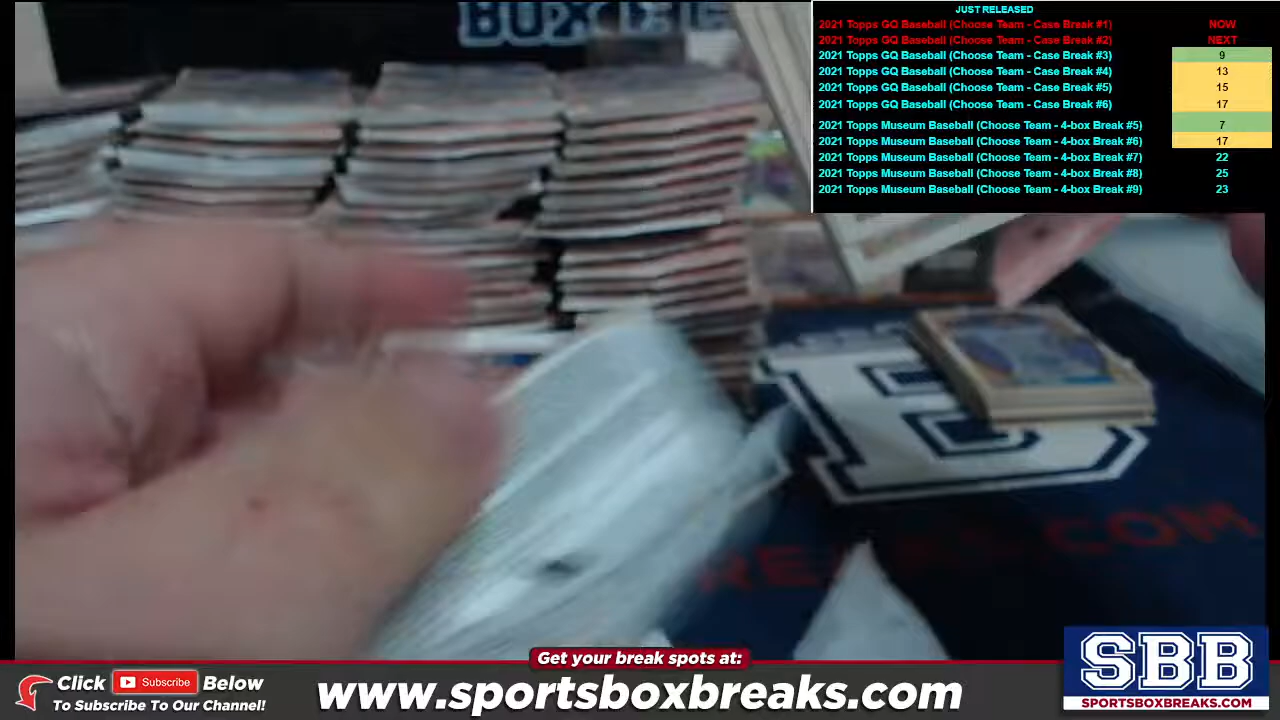 JUST RELEASED
2021 Topps GQ Baseball (Choose Team - Case Break #1) NOW
2021 Topps GQ Baseball (Choose Team - Case Break #2) NEXT
2021 Topps GQ Baseball (Choose Team - Case Break #3) 9
2021 Topps GQ Baseball (Choose Team - Case Break #4) 13
2021 Topps GQ Baseball (Choose Team - Case Break #5) 15
2021 Topps GQ Baseball (Choose Team - Case Break #6) 17
2021 Topps Museum Baseball (Choose Team - 4-box Break #5) 7
2021 Topps Museum Baseball (Choose Team - 4-box Break #6) 17
2021 Topps Museum Baseball (Choose Team - 4-box Break #7) 22
2021 Topps Museum Baseball (Choose Team - 4-box Break #8) 25
2021 Topps Museum Baseball (Choose Team - 4-box Break #9) 23
.COM
Get your break spots at:
Click Subscribe Below
To Subscribe To Our Channel!
www.sportsboxbreaks.com
SBB
SPORTSBOXBREAKS.COM